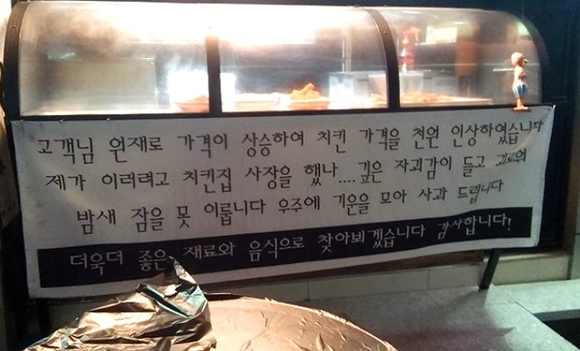 고객님 원재로 가격이 상승하여 치킨 가격을 천원 인상하였습니다
제가 이러려고 치킨집 사장을 했나.... 깊은 자괴감이 들고 괴로워
밤새 잠을 못 이룹니다 우주에 기운을 모아 사과 드립니다
더욱더 좋은 재료와 음식으로 찾아뵈겠습니다 감사합니다!